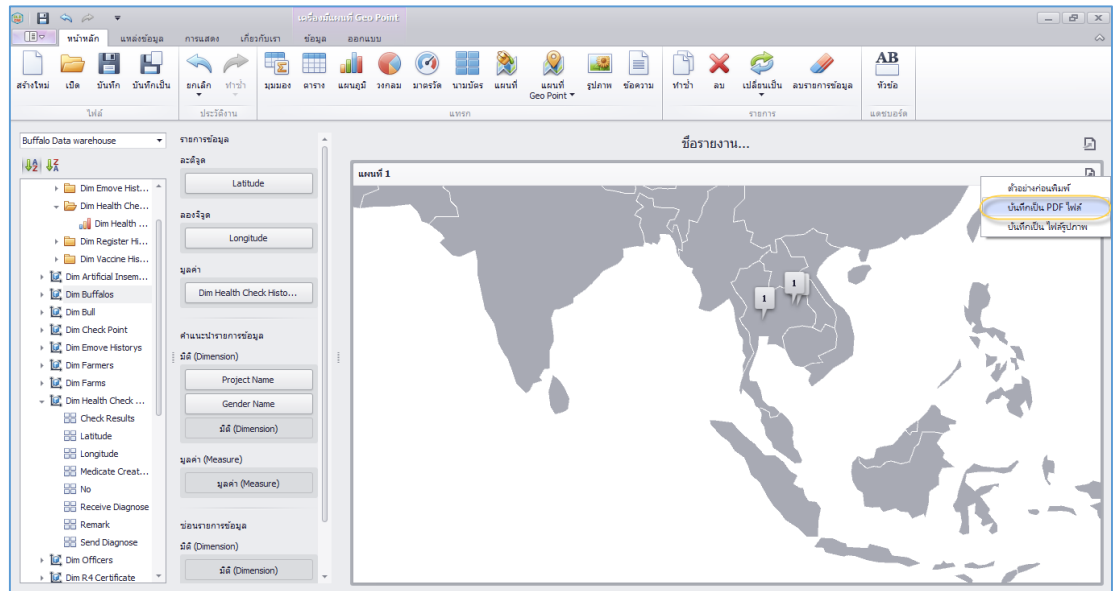 เครื่องมือแผนที่ Geo Point
หน้าหลัก แหล่งข้อมูล การแสดง เกี่ยวกับเรา ข้อมูล ออกแบบ
สร้างใหม่ เปิด บันทึก บันทึกเป็น ยกเลิก ทำซ้ำ มุมมอง ตาราง แผนภูมิ วงกลม มาตรวัด นามบัตร แผนที่ แผนที่ Geo Point รูปภาพ ข้อความ ทำซ้ำ ลบ เปลี่ยนเป็น ลบรายการข้อมูล AB หัวข้อ
ไฟล์ ประวัติงาน แทรก รายการ แดชบอร์ด
Buffalo Data warehouse
Dim Emove Hist...
Dim Health Che...
Dim Health ...
Dim Register Hi...
Dim Vaccine His...
Dim Artificial Insem...
Dim Buffalos
Dim Bull
Dim Check Point
Dim Emove Historys
Dim Farmers
Dim Farms
Dim Health Check ...
Check Results
Latitude
Longitude
Medicate Creat...
No
Receive Diagnose
Remark
Send Diagnose
Dim Officers
Dim R4 Certificate
รายการข้อมูล
ละติจูด
Latitude
ลองจิจูด
Longitude
มูลค่า
Dim Health Check Histo...
คำแนะนำรายการข้อมูล
มิติ (Dimension)
Project Name
Gender Name
มิติ (Dimension)
มูลค่า (Measure)
มูลค่า (Measure)
ซ่อนรายการข้อมูล
มิติ (Dimension)
มิติ (Dimension)
ชื่อรายงาน...
แผนที่ 1
ตัวอย่างก่อนพิมพ์
บันทึกเป็น PDF ไฟล์
บันทึกเป็น ไฟล์รูปภาพ
1
1